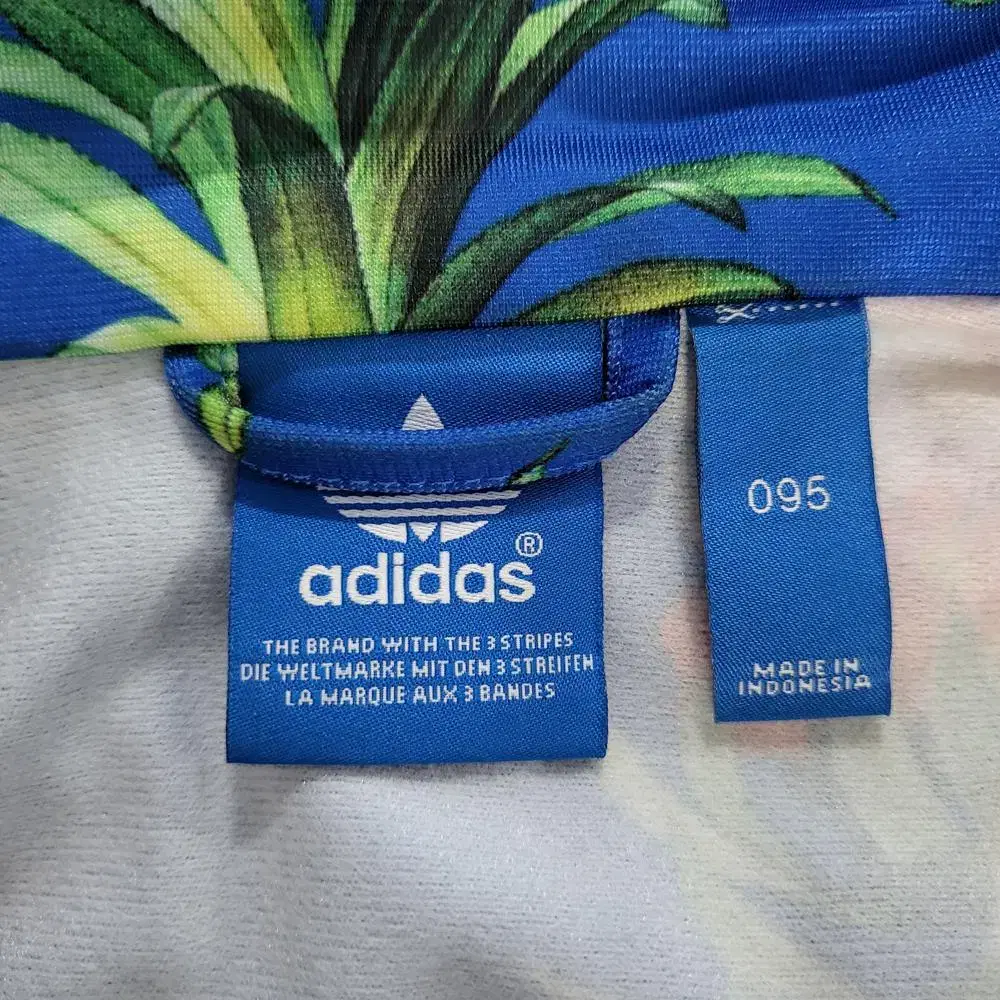 adidas®
THE BRAND WITH THE 3 STRIPES
DIE WELTMARKE MIT DEN 3 STREIFEN
LA MARQUE AUX 3 BANDES
095
MADE IN
INDONESIA